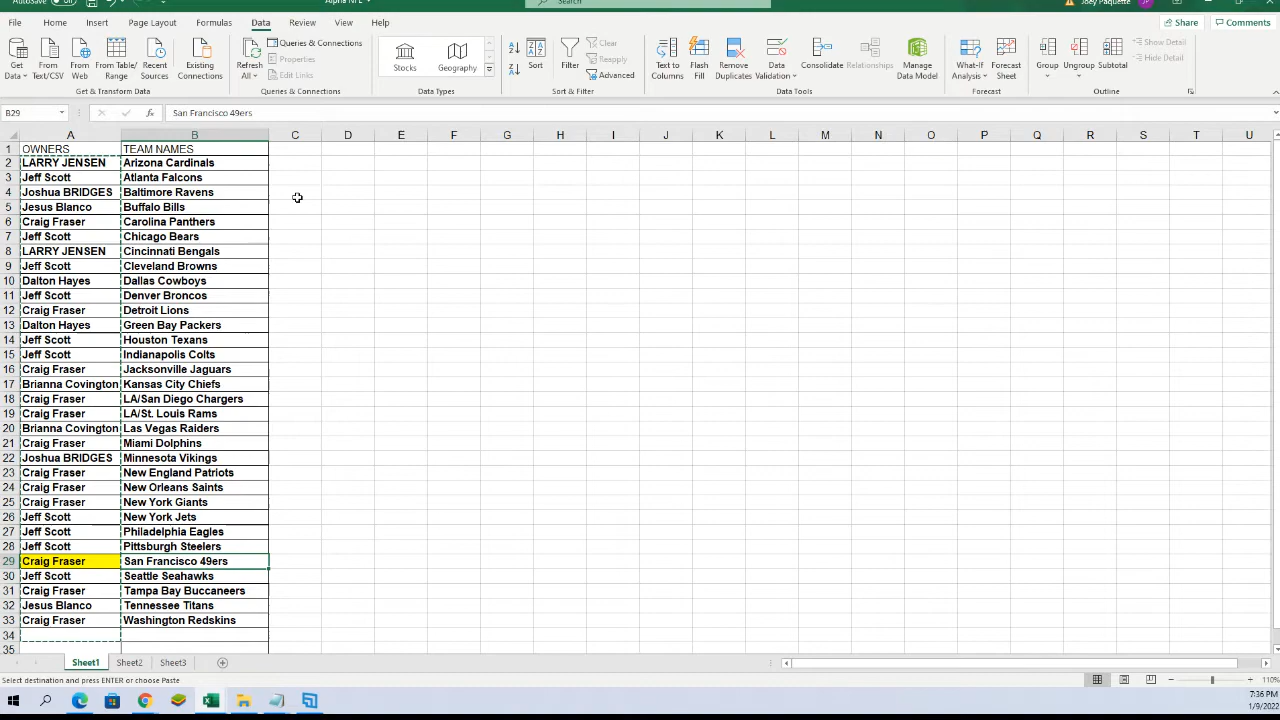 AutoSave Off Alpha NFL Search Joey Paquette JP
File Home Insert Page Layout Formulas Data Review View Help Share Comments
Get Data From Text/CSV From Web From Table/Range Recent Sources Existing Connections Refresh All Queries & Connections Properties Edit Links Stocks Geography Sort Filter Clear Reapply Advanced Text to Columns Flash Fill Remove Duplicates Data Validation Consolidate Relationships Manage Data Model What-If Analysis Forecast Sheet Group Ungroup Subtotal Show Detail Hide Detail
Get & Transform Data Queries & Connections Data Types Sort & Filter Data Tools Forecast Outline
B29 fx San Francisco 49ers
A B C D E F G H I J K L M N O P Q R S T U
1 OWNERS TEAM NAMES
2 LARRY JENSEN Arizona Cardinals
3 Jeff Scott Atlanta Falcons
4 Joshua BRIDGES Baltimore Ravens
5 Jesus Blanco Buffalo Bills
6 Craig Fraser Carolina Panthers
7 Jeff Scott Chicago Bears
8 LARRY JENSEN Cincinnati Bengals
9 Jeff Scott Cleveland Browns
10 Dalton Hayes Dallas Cowboys
11 Jeff Scott Denver Broncos
12 Craig Fraser Detroit Lions
13 Dalton Hayes Green Bay Packers
14 Jeff Scott Houston Texans
15 Jeff Scott Indianapolis Colts
16 Craig Fraser Jacksonville Jaguars
17 Brianna Covington Kansas City Chiefs
18 Craig Fraser LA/San Diego Chargers
19 Craig Fraser LA/St. Louis Rams
20 Brianna Covington Las Vegas Raiders
21 Craig Fraser Miami Dolphins
22 Joshua BRIDGES Minnesota Vikings
23 Craig Fraser New England Patriots
24 Craig Fraser New Orleans Saints
25 Craig Fraser New York Giants
26 Jeff Scott New York Jets
27 Jeff Scott Philadelphia Eagles
28 Jeff Scott Pittsburgh Steelers
29 Craig Fraser San Francisco 49ers
30 Jeff Scott Seattle Seahawks
31 Craig Fraser Tampa Bay Buccaneers
32 Jesus Blanco Tennessee Titans
33 Craig Fraser Washington Redskins
34
35
Sheet1 Sheet2 Sheet3
Select destination and press ENTER or choose Paste 110%
7:36 PM
1/9/2022